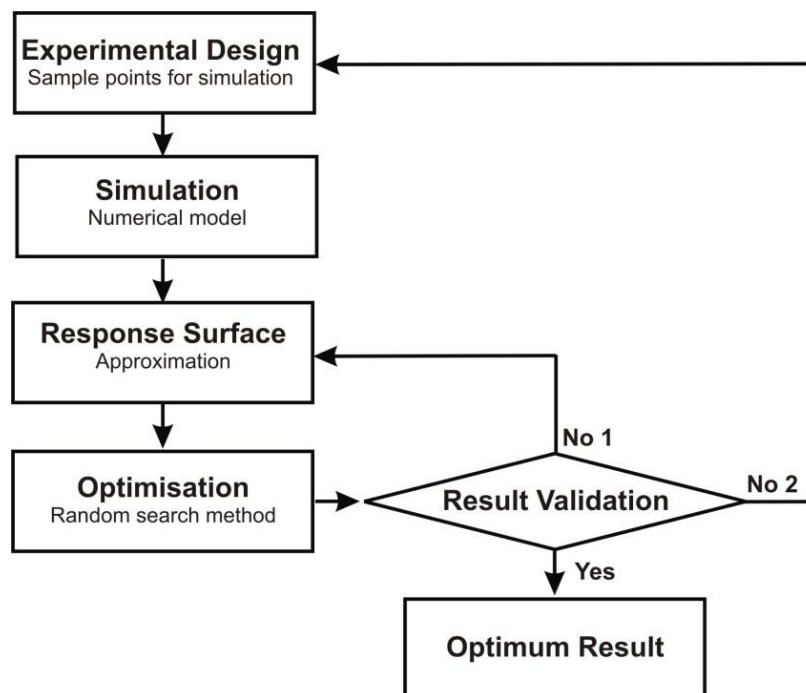 Experimental Design
Sample points for simulation
Simulation
Numerical model
Response Surface
Approximation
No 1
Optimisation
Random search method
Result Validation
No 2
Yes
Optimum Result